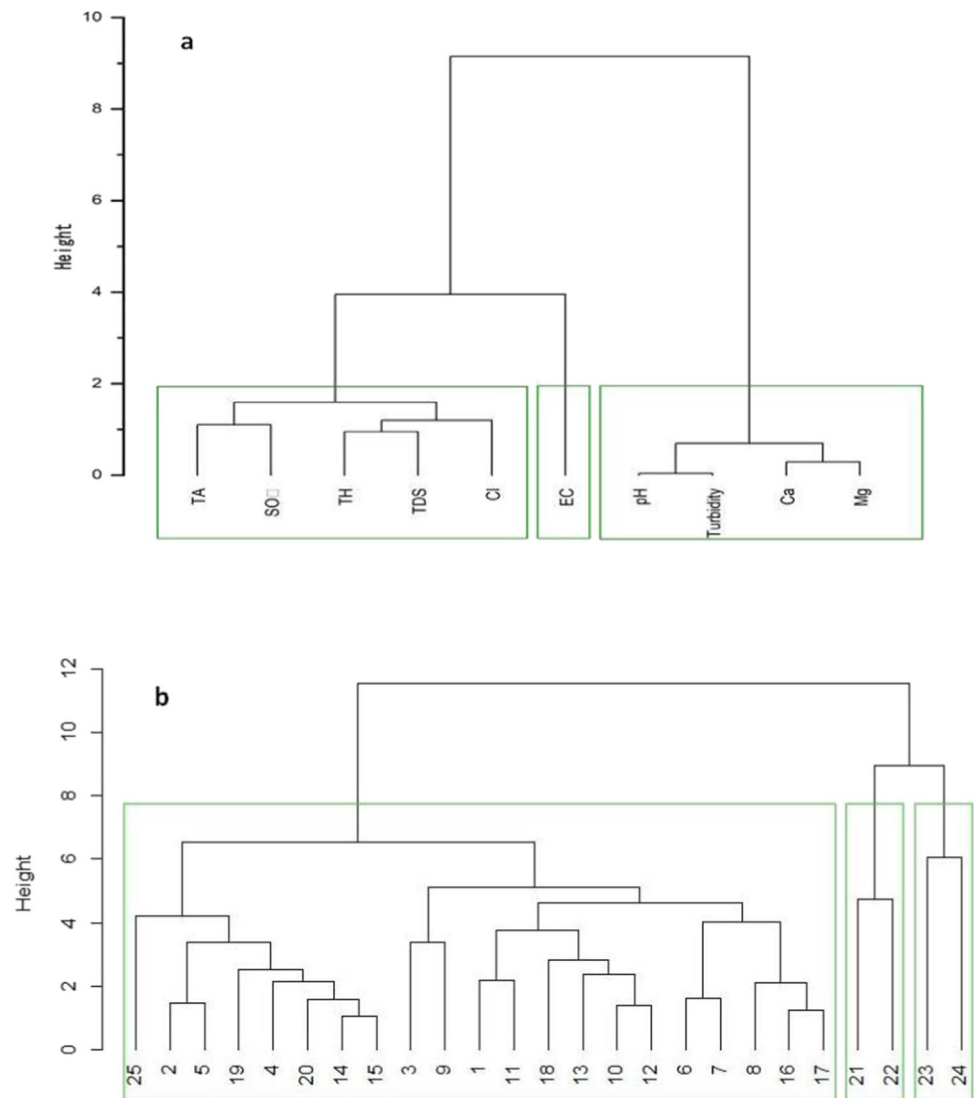 a
Height
10
8
6
4
2
0
TA
SO□
TH
TDS
Cl
EC
pH
Turbidity
Ca
Mg
b
Height
12
10
8
6
4
2
0
25 2 5 19 4 20 14 15 3 9 1 11 18 13 10 12 6 7 8 16 17 21 22 23 24